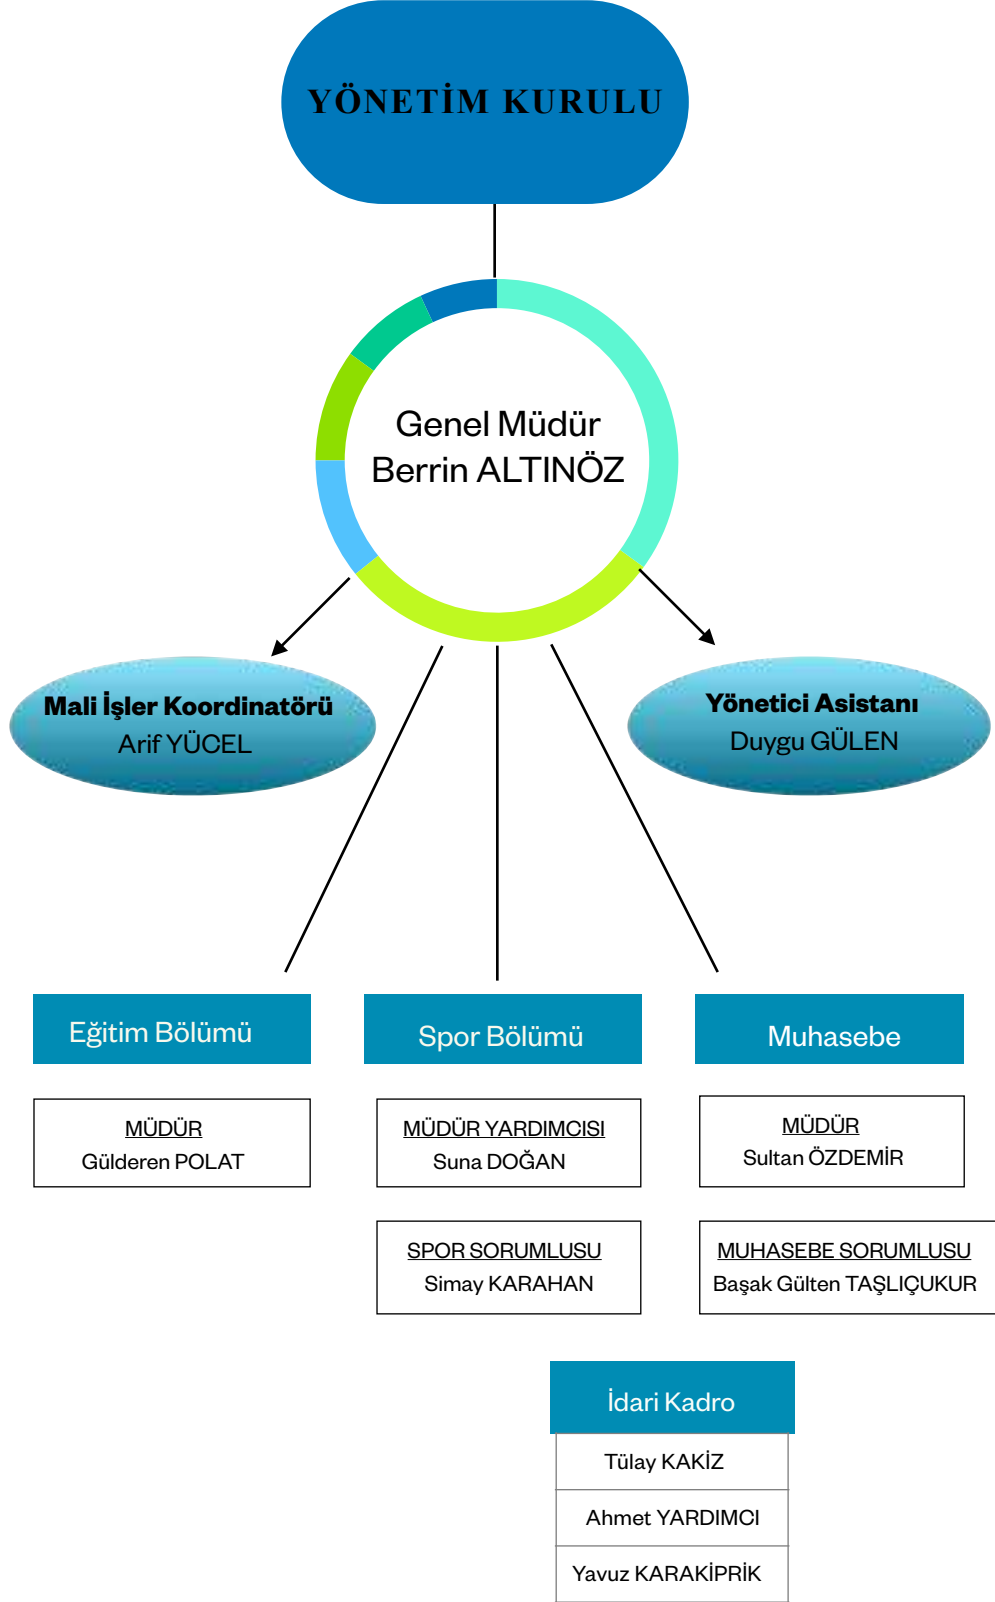 YÖNETİM KURULU
Genel Müdür
Berrin ALTINÖZ
Mali İşler Koordinatörü
Arif YÜCEL
Yönetici Asistanı
Duygu GÜLEN
Eğitim Bölümü
MÜDÜR
Gülderen POLAT
Spor Bölümü
MÜDÜR YARDIMCISI
Suna DOĞAN
SPOR SORUMLUSU
Simay KARAHAN
Muhasebe
MÜDÜR
Sultan ÖZDEMİR
MUHASEBE SORUMLUSU
Başak Gülten TAŞLIÇUKUR
İdari Kadro
Tülay KAKİZ
Ahmet YARDIMCI
Yavuz KARAKİPRİK